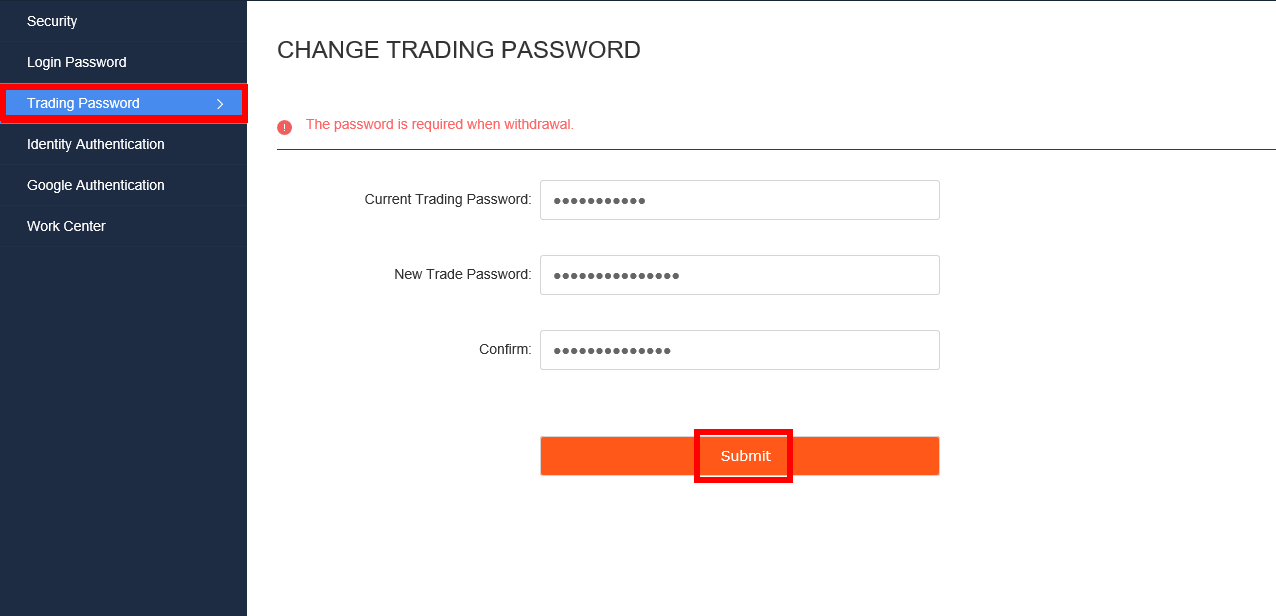 Security
Login Password
Trading Password
Identity Authentication
Google Authentication
Work Center
CHANGE TRADING PASSWORD
The password is required when withdrawal.
Current Trading Password: ●●●●●●●●●●●
New Trade Password: ●●●●●●●●●●●●●●●
Confirm: ●●●●●●●●●●●●●●
Submit